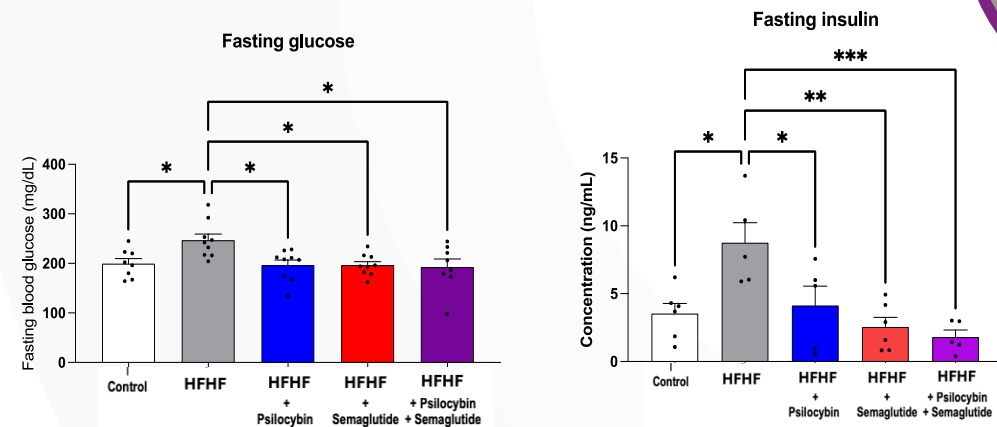 Fasting glucose
*
*
*
*
Fasting blood glucose (mg/dL)
400
300
200
100
0
Control
HFHF
HFHF
+
Psilocybin
HFHF
+
Semaglutide
HFHF
+ Psilocybin
+ Semaglutide
Fasting insulin
***
**
*
*
Concentration (ng/mL)
15
10
5
0
Control
HFHF
HFHF
+
Psilocybin
HFHF
+
Semaglutide
HFHF
+ Psilocybin
+ Semaglutide